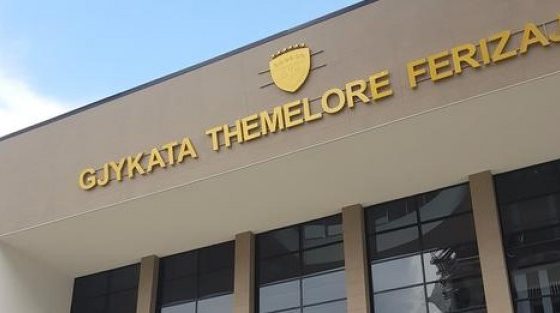 GJYKATA THEMELORE FERIZAJ